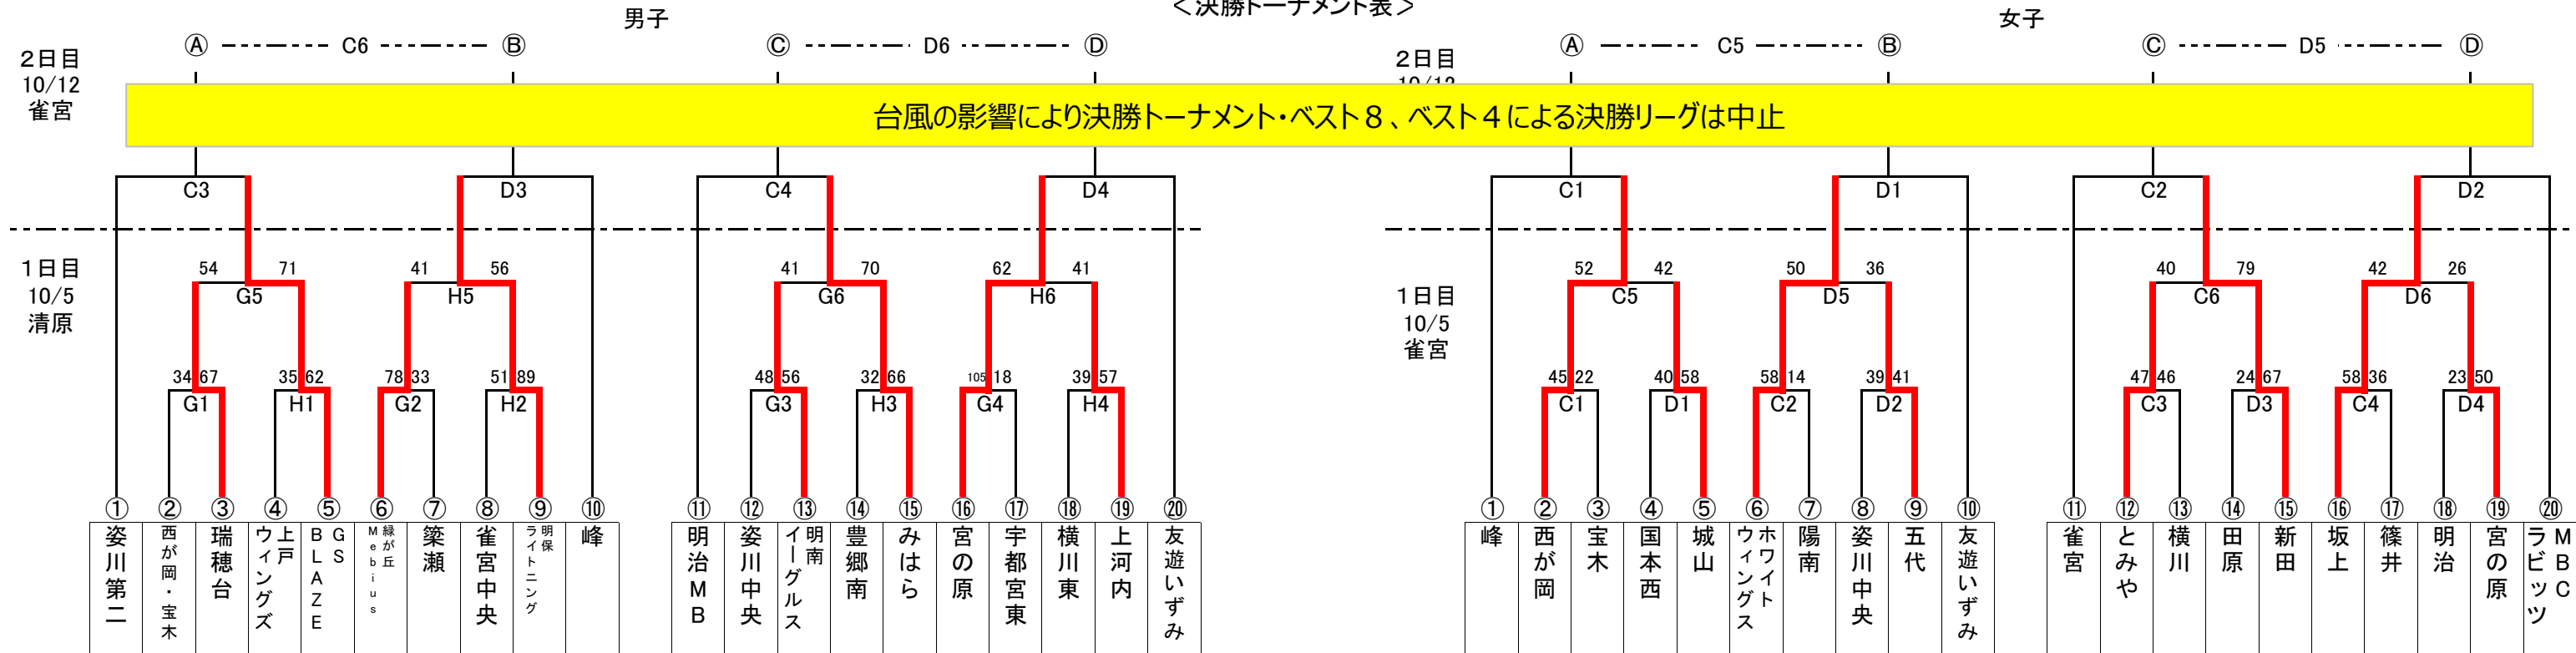 ＜決勝トーナメント表＞
男子
女子
Ⓐ C6 Ⓑ Ⓒ D6 Ⓓ
Ⓐ C5 Ⓑ Ⓒ D5 Ⓓ
2日目
10/12
雀宮
2日目
10/12
台風の影響により決勝トーナメント・ベスト８、ベスト４による決勝リーグは中止
C3 D3 C4 D4
C1 D1 C2 D2
1日目
10/5
清原
54 71 41 56 41 70 62 41
G5 H5 G6 H6
1日目
10/5
雀宮
52 42 50 36 40 79 42 26
C5 D5 C6 D6
34 67 35 62 78 33 51 89 48 56 32 66 105 18 39 57
G1 H1 G2 H2 G3 H3 G4 H4
45 22 40 58 58 14 39 41 47 46 24 67 58 36 23 50
C1 D1 C2 D2 C3 D3 C4 D4
① 姿川第二
② 西が岡・宝木
③ 瑞穂台
④ 上戸
ウィングズ
⑤ GS
BLAZE
⑥ 緑が丘
Mebius
⑦ 簗瀬
⑧ 雀宮中央
⑨ 明保
ライトニング
⑩ 峰
⑪ 明治MB
⑫ 姿川中央
⑬ 明南
イーグルス
⑭ 豊郷南
⑮ みはら
⑯ 宮の原
⑰ 宇都宮東
⑱ 横川東
⑲ 上河内
⑳ 友遊いずみ
① 峰
② 西が岡
③ 宝木
④ 国本西
⑤ 城山
⑥ ホワイト
ウィングス
⑦ 陽南
⑧ 姿川中央
⑨ 五代
⑩ 友遊いずみ
⑪ 雀宮
⑫ とみや
⑬ 横川
⑭ 田原
⑮ 新田
⑯ 坂上
⑰ 篠井
⑱ 明治
⑲ 宮の原
⑳ MBC
ラビッツ